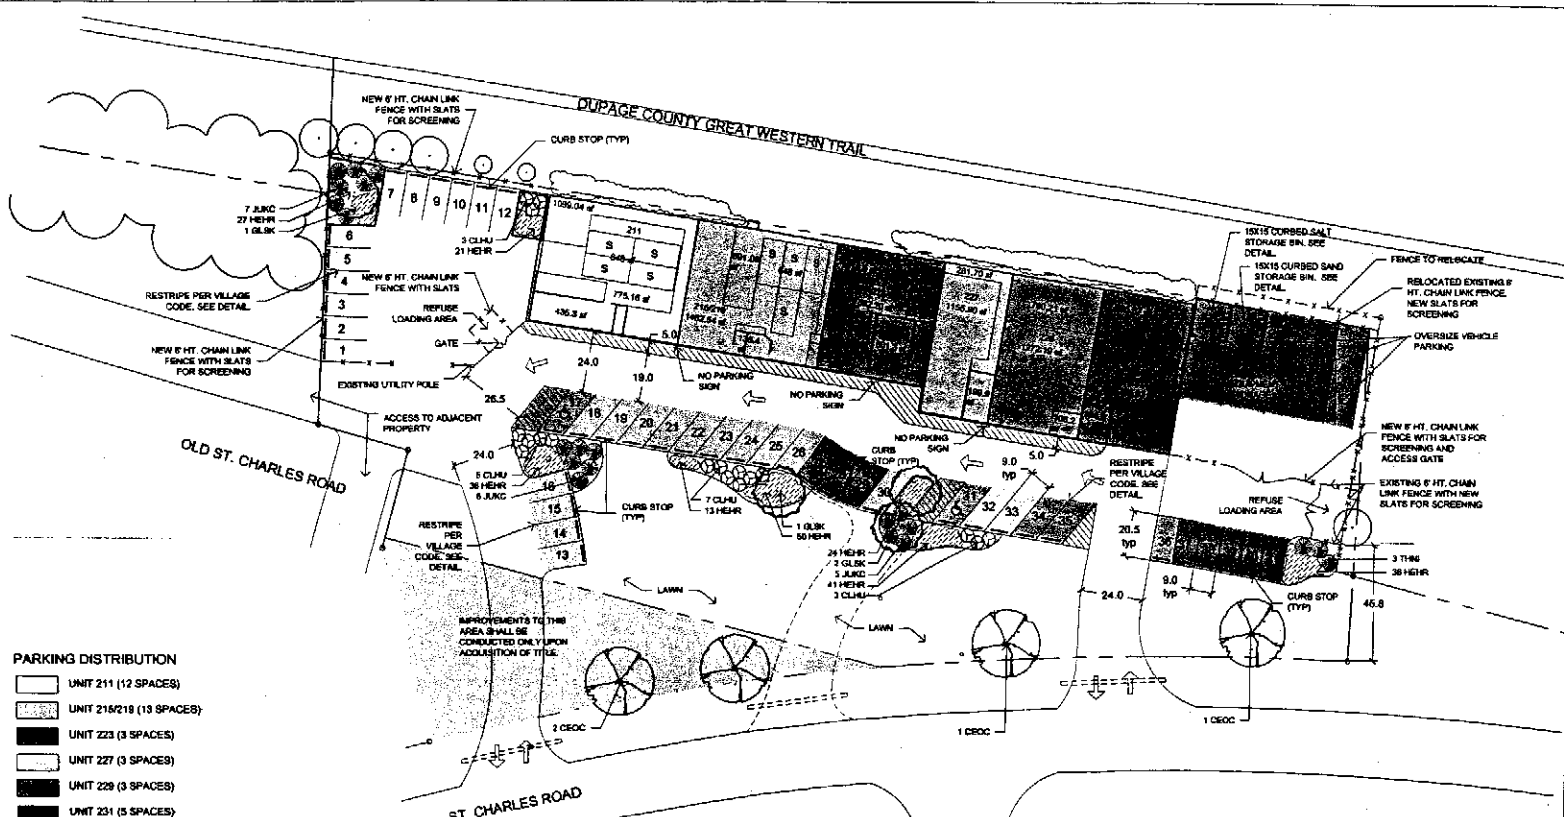 DUPAGE COUNTY GREAT WESTERN TRAIL
NEW 6' HT. CHAIN LINK
FENCE WITH SLATS
FOR SCREENING
CURB STOP (TYP)
7 JUKC
27 HEHR
1 GLSK
7
8
9
10
11
12
3 CLHU
21 HEHR
6
5
4
3
2
1
RESTRIPE PER VILLAGE
CODE. SEE DETAIL
NEW 6' HT. CHAIN LINK
FENCE WITH SLATS
REFUSE
LOADING AREA
GATE
NEW 6' HT. CHAIN LINK
FENCE WITH SLATS
FOR SCREENING
EXISTING UTILITY POLE
ACCESS TO ADJACENT
PROPERTY
OLD ST. CHARLES ROAD
1099.04 sf
211
S
S
S
S
S
775.16 sf
S
S
S
S
S
227
5.0
24.0
19.0
NO PARKING
SIGN
NO PARKING
SIGN
NO PARKING
SIGN
5.0
15X15 CURBED SALT
STORAGE BIN. SEE
DETAIL
15X15 CURBED SAND
STORAGE BIN. SEE
DETAIL
FENCE TO RELOCATE
RELOCATED EXISTING 6'
HT. CHAIN LINK FENCE.
NEW SLATS FOR
SCREENING
OVERSIZE VEHICLE
PARKING
NEW 6' HT. CHAIN LINK
FENCE WITH SLATS FOR
SCREENING AND
ACCESS GATE
EXISTING 6' HT. CHAIN
LINK FENCE WITH NEW
SLATS FOR SCREENING
REFUSE
LOADING AREA
26.5
24.0
17
18
19
20
21
22
23
24
25
26
CURB
STOP (TYP)
30
31
32
33
34
35
9.0
typ
RESTRIPE
PER VILLAGE
CODE. SEE
DETAIL
5 CLHU
36 HEHR
6 JUKC
16
15
14
13
CURB STOP
(TYP)
7 CLHU
13 HEHR
1 GLSK
50 HEHR
24 HEHR
2 GLSK
5 JUKC
41 HEHR
3 CLHU
20.5
typ
36
9.0
typ
24.0
CURB STOP
(TYP)
3 THNI
38 HEHR
45.8
RESTRIPE
PER
VILLAGE
CODE. SEE
DETAIL
LAWN
LAWN
IMPROVEMENTS TO THIS
AREA SHALL BE
CONDUCTED ONLY UPON
ACQUISITION OF TITLE.
2 CEOC
1 CEOC
1 CEOC
ST. CHARLES ROAD
PARKING DISTRIBUTION
UNIT 211 (12 SPACES)
UNIT 215/219 (13 SPACES)
UNIT 223 (3 SPACES)
UNIT 227 (3 SPACES)
UNIT 229 (3 SPACES)
UNIT 231 (5 SPACES)